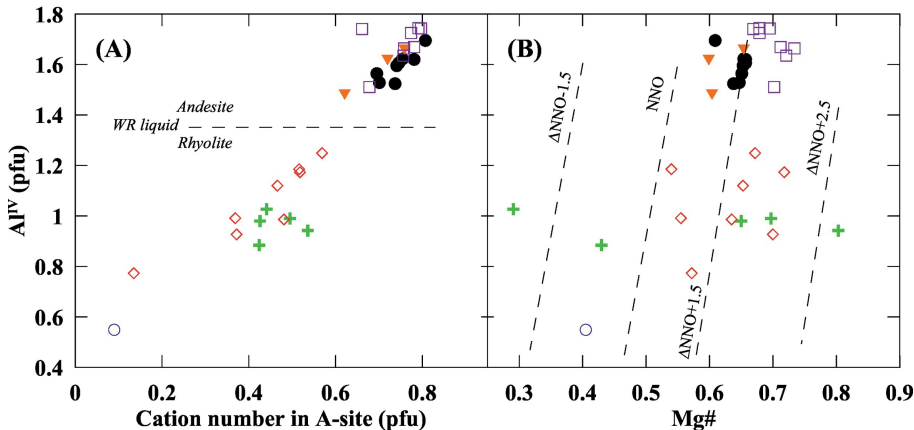 1.8
1.6
1.4
1.2
1
0.8
0.6
0.4
Al^IV (pfu)
(A)
Andesite
WR liquid
Rhyolite
0 0.2 0.4 0.6 0.8
Cation number in A-site (pfu)
(B)
ΔNNO-1.5
NNO
ΔNNO+1.5
ΔNNO+2.5
0.3 0.4 0.5 0.6 0.7 0.8 0.9
Mg#